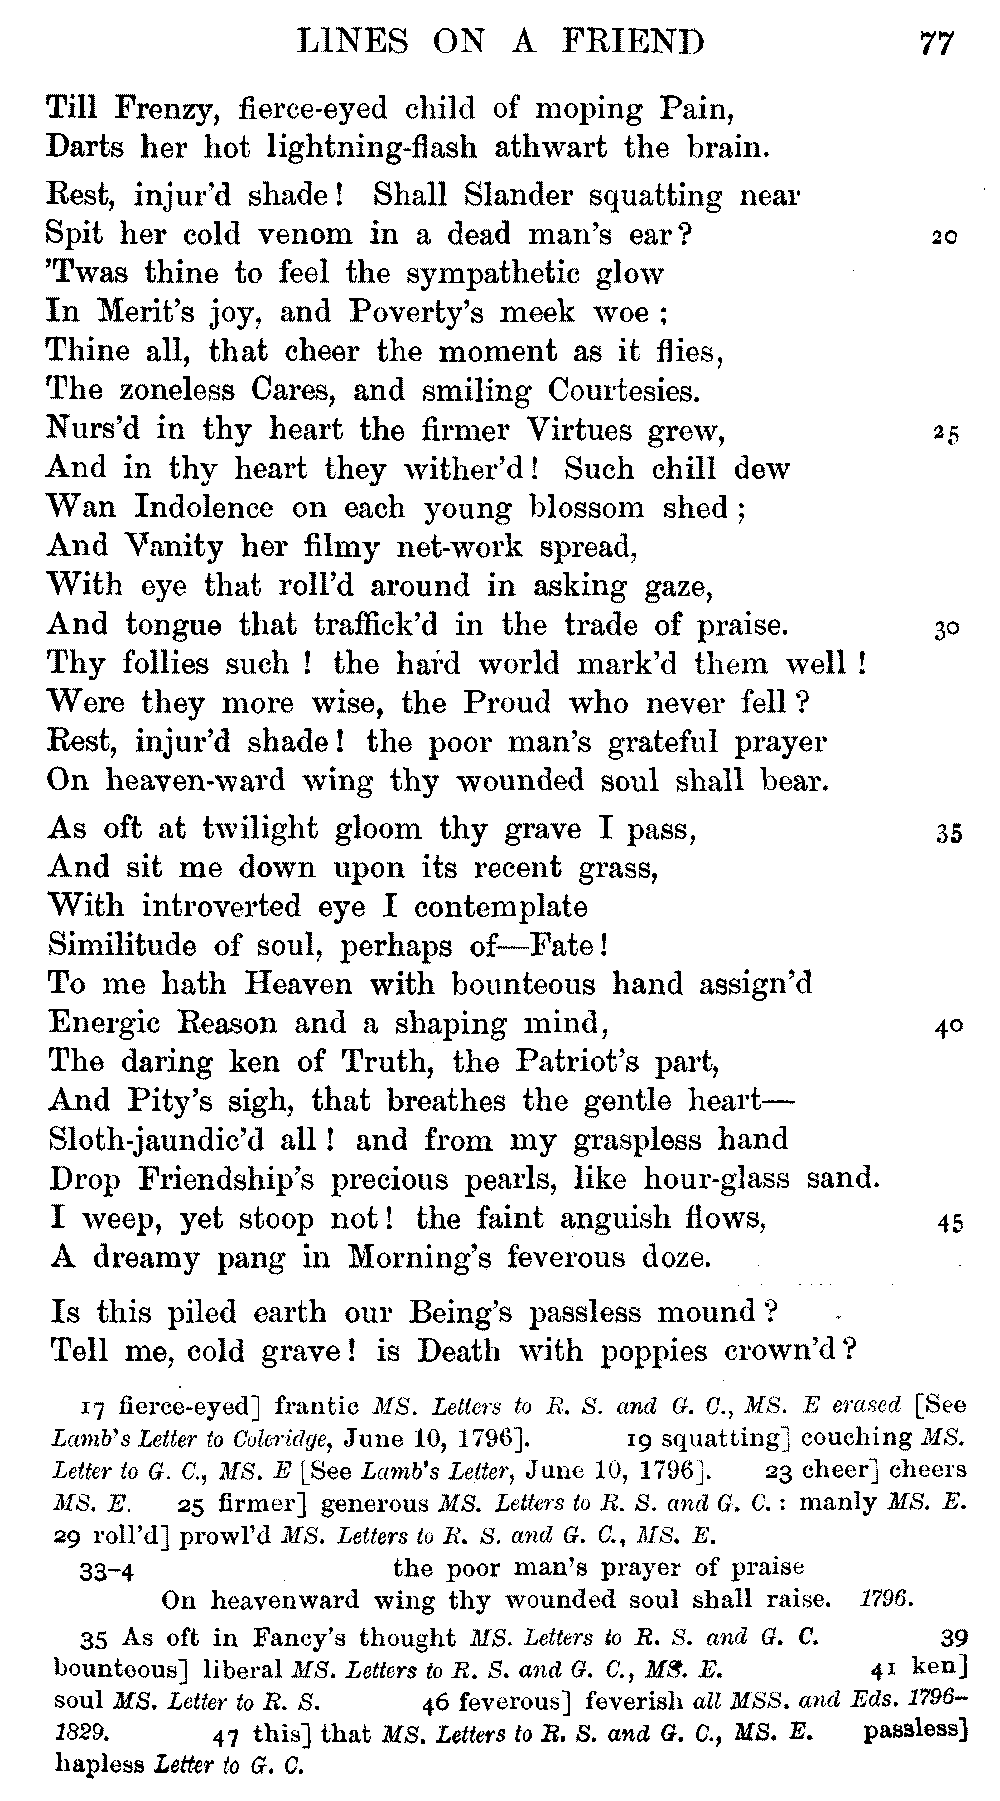 LINES ON A FRIEND 77
Till Frenzy, fierce-eyed child of moping Pain,
Darts her hot lightning-flash athwart the brain.
Rest, injur'd shade! Shall Slander squatting near
Spit her cold venom in a dead man's ear? 20
'Twas thine to feel the sympathetic glow
In Merit's joy, and Poverty's meek woe;
Thine all, that cheer the moment as it flies,
The zoneless Cares, and smiling Courtesies.
Nurs'd in thy heart the firmer Virtues grew, 25
And in thy heart they wither'd! Such chill dew
Wan Indolence on each young blossom shed;
And Vanity her filmy net-work spread,
With eye that roll'd around in asking gaze,
And tongue that traffick'd in the trade of praise. 30
Thy follies such! the hard world mark'd them well!
Were they more wise, the Proud who never fell?
Rest, injur'd shade! the poor man's grateful prayer
On heaven-ward wing thy wounded soul shall bear.
As oft at twilight gloom thy grave I pass, 35
And sit me down upon its recent grass,
With introverted eye I contemplate
Similitude of soul, perhaps of—Fate!
To me hath Heaven with bounteous hand assign'd
Energic Reason and a shaping mind, 40
The daring ken of Truth, the Patriot's part,
And Pity's sigh, that breathes the gentle heart—
Sloth-jaundic'd all! and from my graspless hand
Drop Friendship's precious pearls, like hour-glass sand.
I weep, yet stoop not! the faint anguish flows, 45
A dreamy pang in Morning's feverous doze.
Is this piled earth our Being's passless mound?
Tell me, cold grave! is Death with poppies crown'd?
17 fierce-eyed] frantic MS. Letters to R. S. and G. C., MS. E erased [See
Lamb's Letter to Coleridge, June 10, 1796]. 19 squatting] couching MS.
Letter to G. C., MS. E [See Lamb's Letter, June 10, 1796]. 23 cheer] cheers
MS. E. 25 firmer] generous MS. Letters to R. S. and G. C.: manly MS. E.
29 roll'd] prowl'd MS. Letters to R. S. and G. C., MS. E.
33-4 the poor man's prayer of praise
On heavenward wing thy wounded soul shall raise. 1796.
35 As oft in Fancy's thought MS. Letters to R. S. and G. C. 39
bounteous] liberal MS. Letters to R. S. and G. C., MS. E. 41 ken]
soul MS. Letter to R. S. 46 feverous] feverish all MSS. and Eds. 1796-
1829. 47 this] that MS. Letters to R. S. and G. C., MS. E. passless]
hapless Letter to G. C.